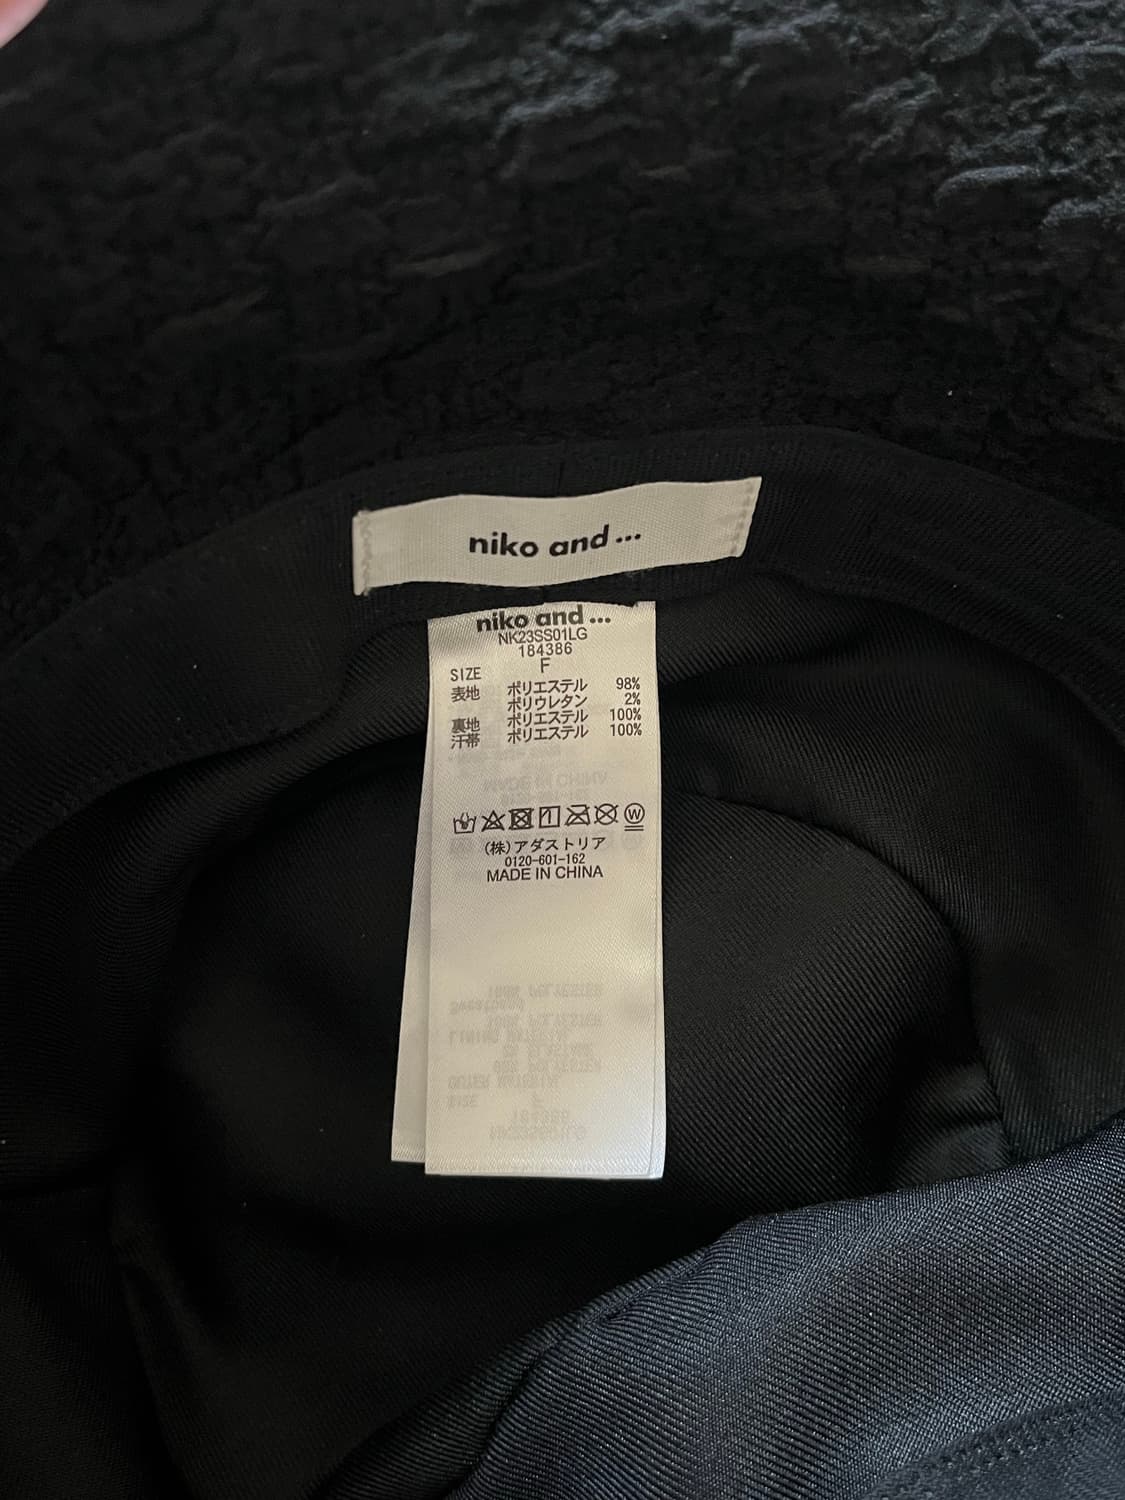 niko and ...
niko and ...
NK23SS01LG
184386
SIZE F
表地 ポリエステル 98%
ポリウレタン 2%
裏地 ポリエステル 100%
汗帯 ポリエステル 100%
(株)アダストリア
0120-601-162
MADE IN CHINA